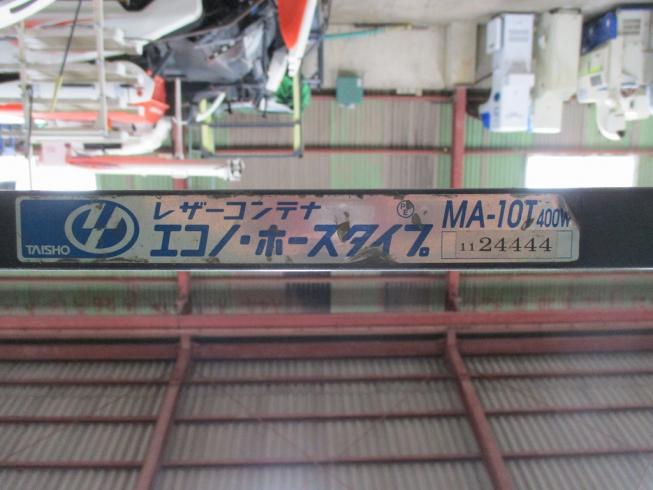 TAISHO
レザーコンテナ
エコノ・ホースタイプ。
PE
MA-10T 400W
11 24444